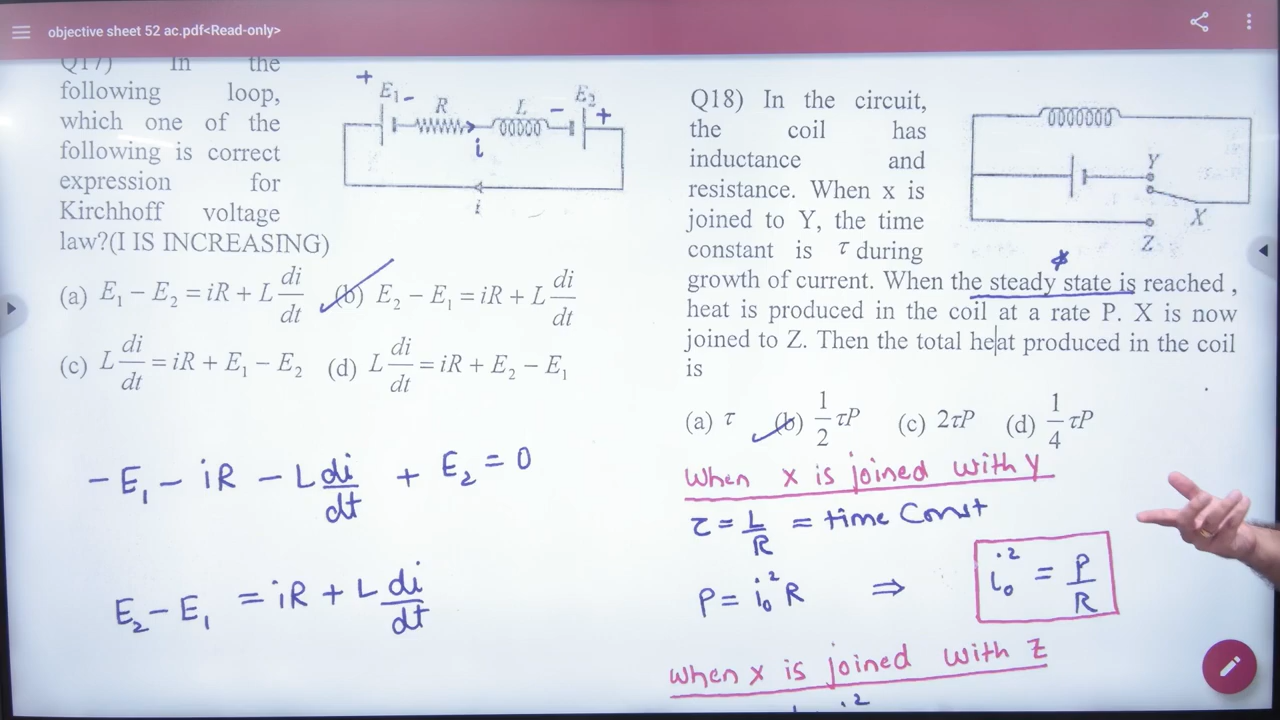 objective sheet 52 ac.pdf<Read-only>
Q17) In the
following loop,
which one of the
following is correct
expression for
Kirchhoff voltage
law?(I IS INCREASING)
+ E₁ - R L - E₂ +
i
i
(a) E₁ − E₂ = iR + L di/dt (b) E₂ − E₁ = iR + L di/dt
(c) L di/dt = iR + E₁ − E₂ (d) L di/dt = iR + E₂ − E₁
- E₁ - iR - L di/dt + E₂ = 0
E₂ - E₁ = iR + L di/dt
Q18) In the circuit,
the coil has
inductance and
resistance. When x is
joined to Y, the time
constant is τ during
growth of current. When the steady state is reached ,
heat is produced in the coil at a rate P. X is now
joined to Z. Then the total heat produced in the coil
is
Y
X
Z
(a) τ (b) 1/2 τP (c) 2τP (d) 1/4 τP
When x is joined with Y
τ = L/R = time Const
P = i₀² R ⇒ i₀² = P/R
When x is joined with Z